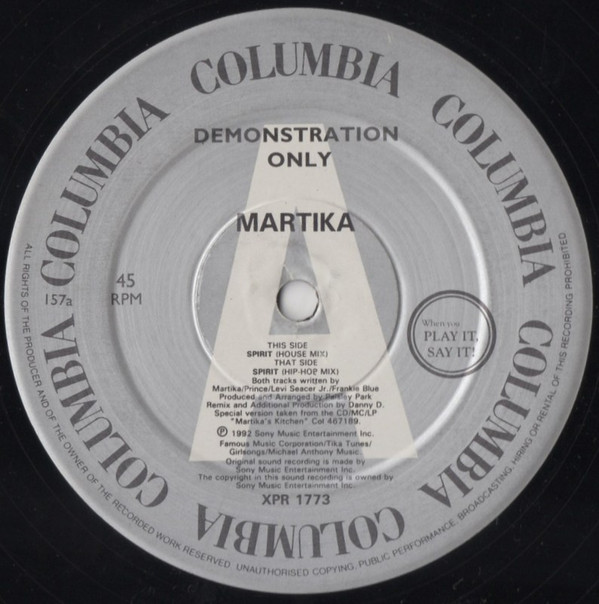 COLUMBIA
COLUMBIA
COLUMBIA
COLUMBIA
COLUMBIA
COLUMBIA
COLUMBIA
DEMONSTRATION
ONLY
A
MARTIKA
157a
45
RPM
When you
PLAY IT,
SAY IT!
THIS SIDE
SPIRIT (HOUSE MIX)
THAT SIDE
SPIRIT (HIP-HOP MIX)
Both tracks written by
Martika/Prince/Levi Seacer Jr./Frankie Blue
Produced and Arranged by Paisley Park
Remix and Additional Production by Danny D.
Special version taken from the CD/MC/LP
"Martika's Kitchen" Col 467189.
℗ 1992 Sony Music Entertainment Inc.
Famous Music Corporation/Tika Tunes/
Girlsongs/Michael Anthony Music.
Original sound recording is made by
Sony Music Entertainment Inc.
The copyright in this sound recording is owned by
Sony Music Entertainment Inc.
XPR 1773
ALL RIGHTS OF THE PRODUCER AND OF THE OWNER OF THE RECORDED WORK RESERVED. UNAUTHORISED COPYING, PUBLIC PERFORMANCE, BROADCASTING, HIRING OR RENTAL OF THIS RECORDING PROHIBITED.